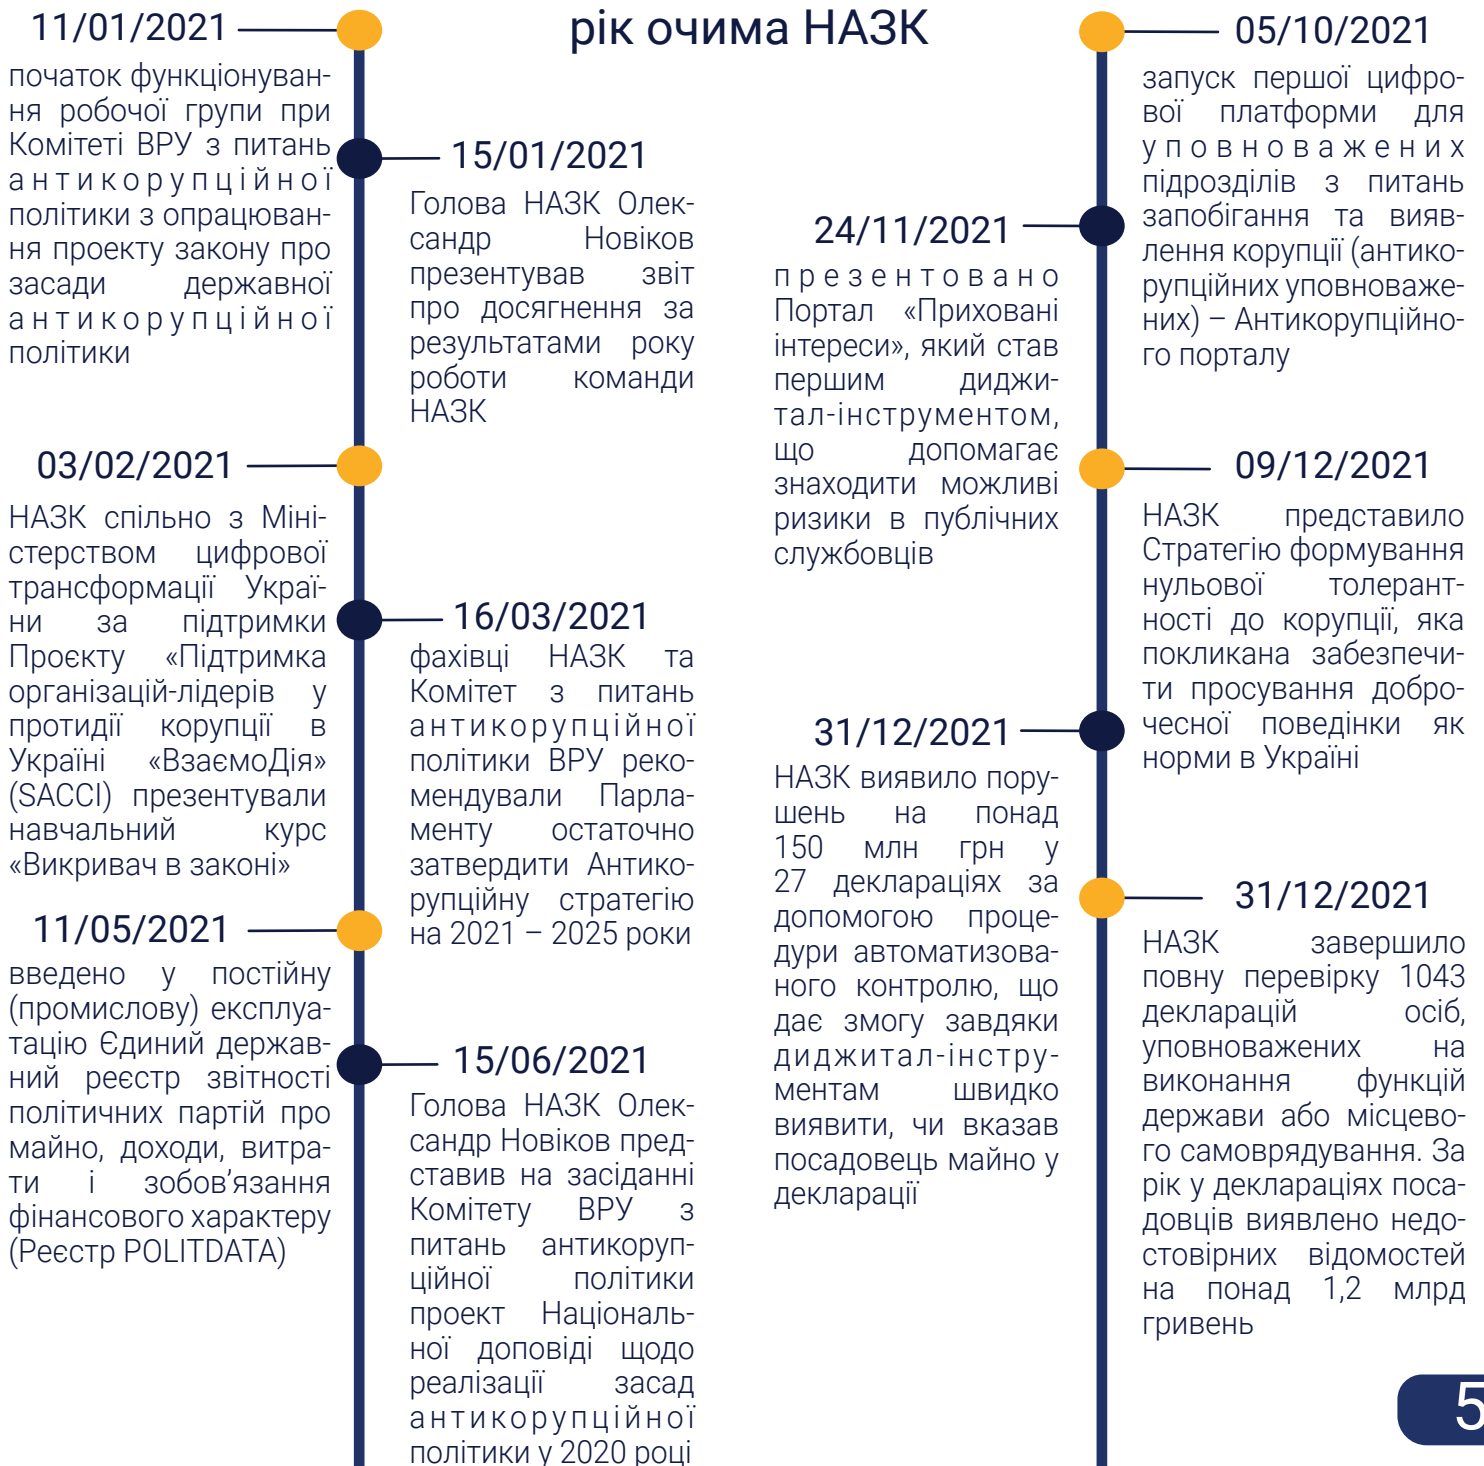 рік очима НАЗК
11/01/2021
початок функціонуван-
ня робочої групи при
Комітеті ВРУ з питань
антикорупційної
політики з опрацюван-
ня проекту закону про
засади державної
антикорупційної
політики
15/01/2021
Голова НАЗК Олек-
сандр Новіков
презентував звіт
про досягнення за
результатами року
роботи команди
НАЗК
03/02/2021
НАЗК спільно з Міні-
стерством цифрової
трансформації Украї-
ни за підтримки
Проєкту «Підтримка
організацій-лідерів у
протидії корупції в
Україні «ВзаємоДія»
(SACCI) презентували
навчальний курс
«Викривач в законі»
16/03/2021
фахівці НАЗК та
Комітет з питань
антикорупційної
політики ВРУ реко-
мендували Парла-
менту остаточно
затвердити Антико-
рупційну стратегію
на 2021 – 2025 роки
11/05/2021
введено у постійну
(промислову) експлуа-
тацію Єдиний держав-
ний реєстр звітності
політичних партій про
майно, доходи, витра-
ти і зобов’язання
фінансового характеру
(Реєстр POLITDATA)
15/06/2021
Голова НАЗК Олек-
сандр Новіков пред-
ставив на засіданні
Комітету ВРУ з
питань антикоруп-
ційної політики
проект Національ-
ної доповіді щодо
реалізації засад
антикорупційної
політики у 2020 році
05/10/2021
запуск першої цифро-
вої платформи для
уповноважених
підрозділів з питань
запобігання та вияв-
лення корупції (антико-
рупційних уповноваже-
них) – Антикорупційно-
го порталу
24/11/2021
презентовано
Портал «Приховані
інтереси», який став
першим диджи-
тал-інструментом,
що допомагає
знаходити можливі
ризики в публічних
службовців
09/12/2021
НАЗК представило
Стратегію формування
нульової толерант-
ності до корупції, яка
покликана забезпечи-
ти просування добро-
чесної поведінки як
норми в Україні
31/12/2021
НАЗК виявило пору-
шень на понад
150 млн грн у
27 деклараціях за
допомогою проце-
дури автоматизова-
ного контролю, що
дає змогу завдяки
диджитал-інстру-
ментам швидко
виявити, чи вказав
посадовець майно у
декларації
31/12/2021
НАЗК завершило
повну перевірку 1043
декларацій осіб,
уповноважених на
виконання функцій
держави або місцево-
го самоврядування. За
рік у деклараціях поса-
довців виявлено недо-
стовірних відомостей
на понад 1,2 млрд
гривень
5